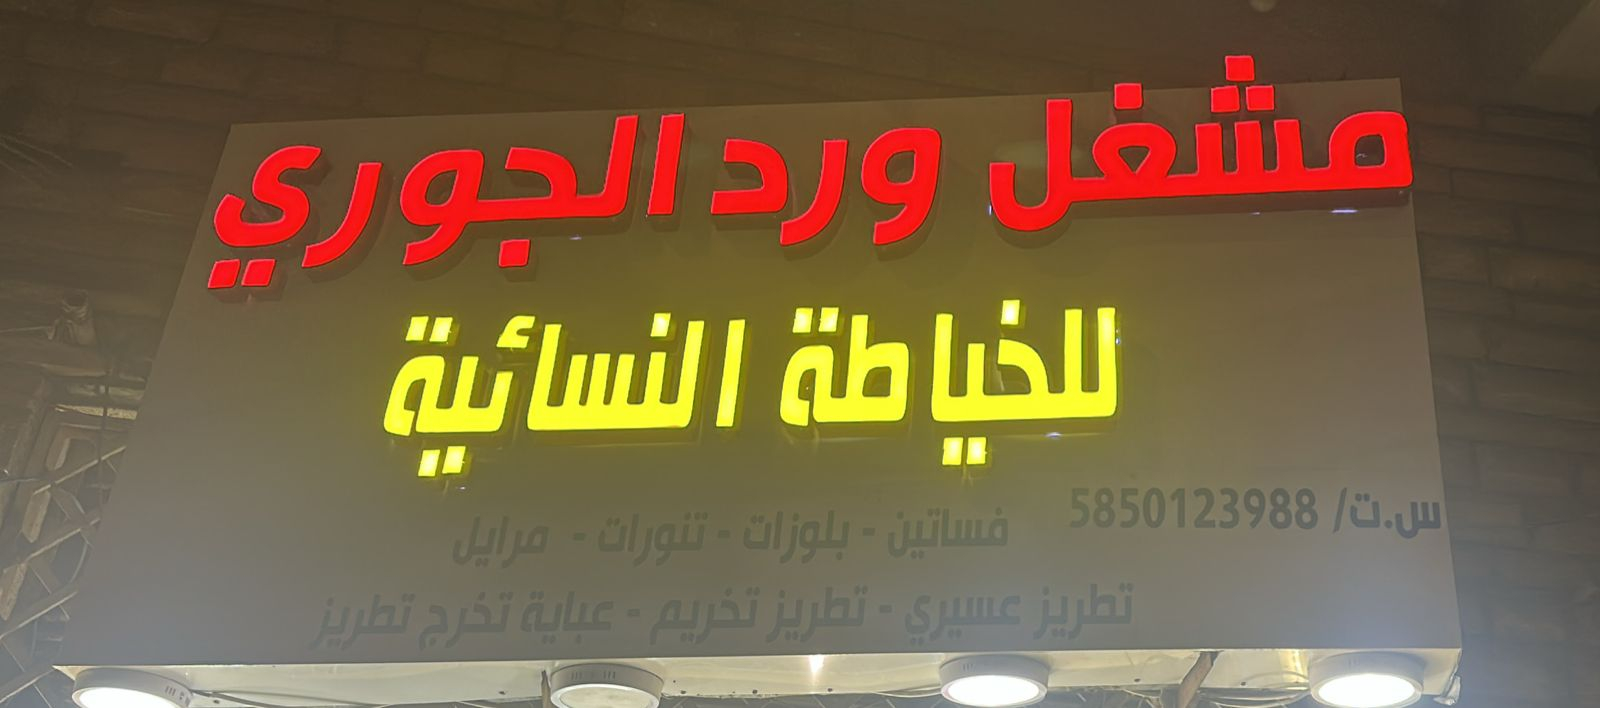 مشغل ورد الجوري
للخياطة النسائية
س.ت/ 5850123988
فساتين - بلوزات - تنورات - مرايل
تطريز عسيري - تطريز تخريم - عباية تخرج تطريز